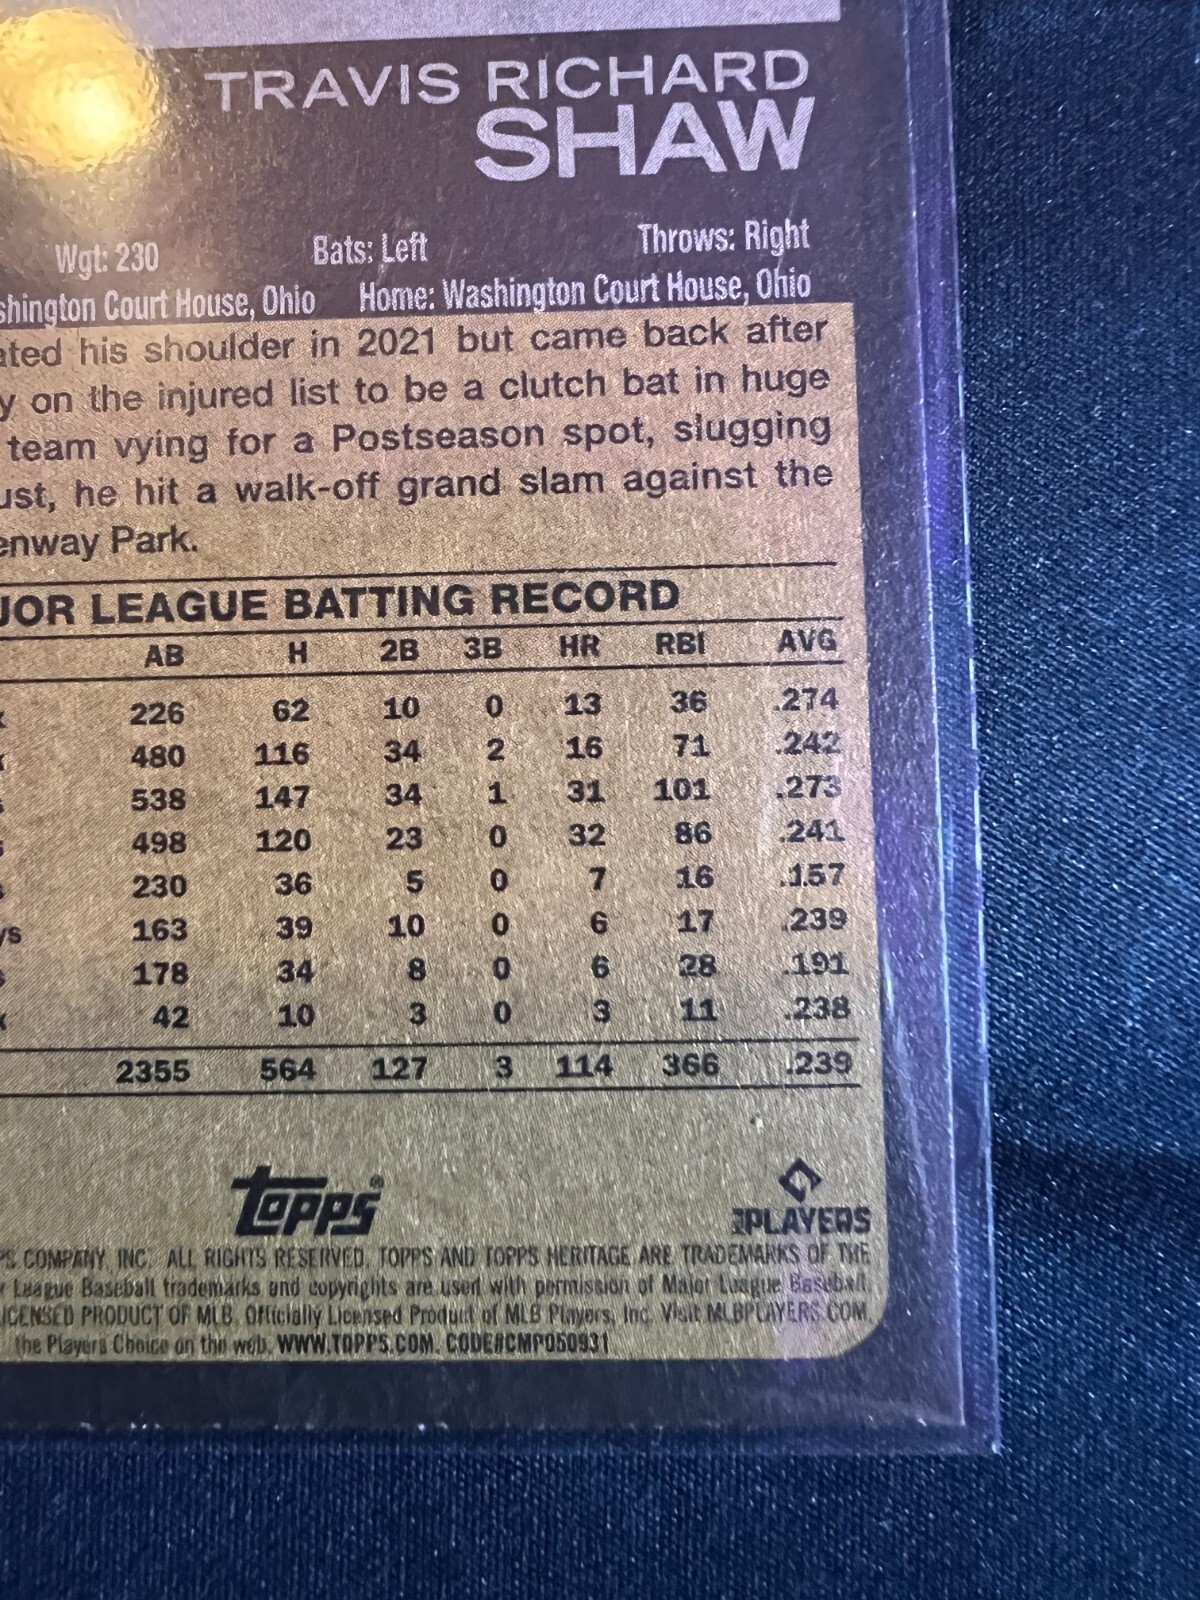 TRAVIS RICHARD
SHAW
Wgt: 230 Bats: Left Throws: Right
shington Court House, Ohio Home: Washington Court House, Ohio
ated his shoulder in 2021 but came back after
y on the injured list to be a clutch bat in huge
team vying for a Postseason spot, slugging
ust, he hit a walk-off grand slam against the
enway Park.
JOR LEAGUE BATTING RECORD
AB H 2B 3B HR RBI AVG
x 226 62 10 0 13 36 .274
x 480 116 34 2 16 71 .242
s 538 147 34 1 31 101 .273
s 498 120 23 0 32 86 .241
s 230 36 5 0 7 16 .157
ys 163 39 10 0 6 17 .239
s 178 34 8 0 6 28 .191
x 42 10 3 0 3 11 .238
2355 564 127 3 114 366 .239
topps®
MLBPLAYERS
PS COMPANY, INC. ALL RIGHTS RESERVED. TOPPS AND TOPPS HERITAGE ARE TRADEMARKS OF THE
r League Baseball trademarks and copyrights are used with permission of Major League Baseball.
ICENSED PRODUCT OF MLB. Officially Licensed Product of MLB Players, Inc. Visit MLBPLAYERS.COM,
the Players Choice on the web. WWW.TOPPS.COM. CODE#CMP050931